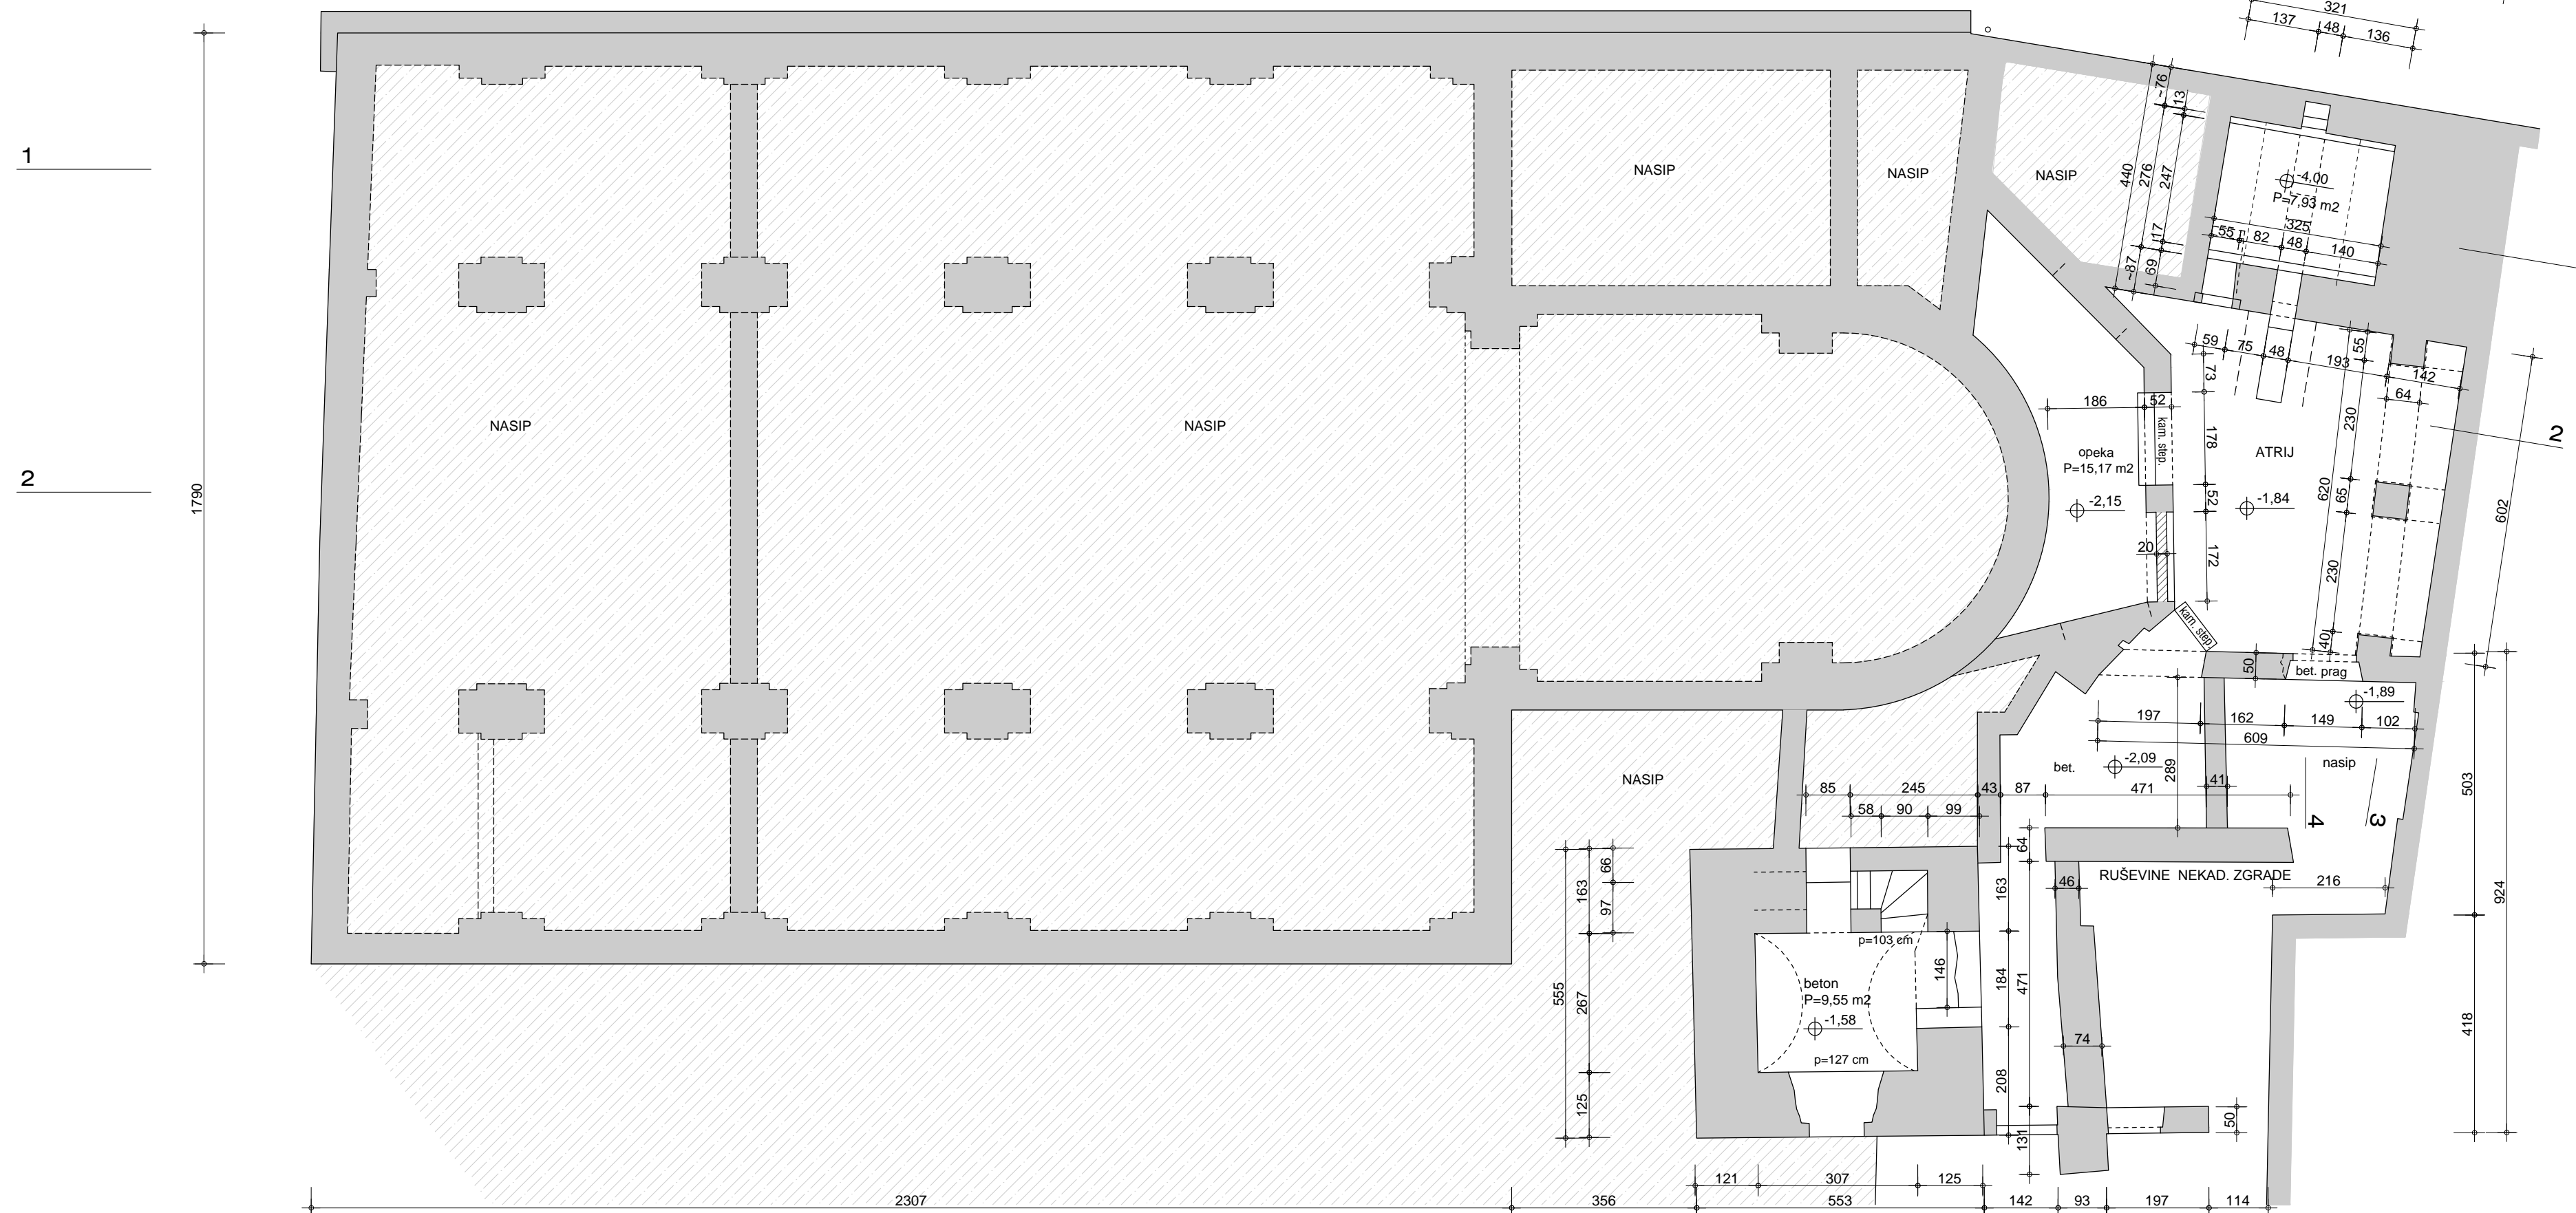 321
137 48 136
1
2
1790
NASIP
NASIP
NASIP
NASIP
NASIP
NASIP
~76
13
440
276
247
17
~87
69
-4,00
P=7,93 m2
325
55 82 48 140
59 75 48 193 142
55
64
73
186 52
kam. step.
178
opeka
P=15,17 m2
-2,15
52
20
172
ATRIJ
-1,84
230
620
65
230
40
2
602
kam. step.
50
bet. prag
-1,89
197 162 149 102
609
bet.
-2,09
289
nasip
41
4
3
85 245 43 87 471
58 90 99
64
RUŠEVINE NEKAD. ZGRADE
46
216
503
924
418
66
163
97
555
267
125
163
184
471
208
131
p=103 cm
146
beton
P=9,55 m2
-1,58
p=127 cm
74
50
121 307 125
2307 356 553 142 93 197 114